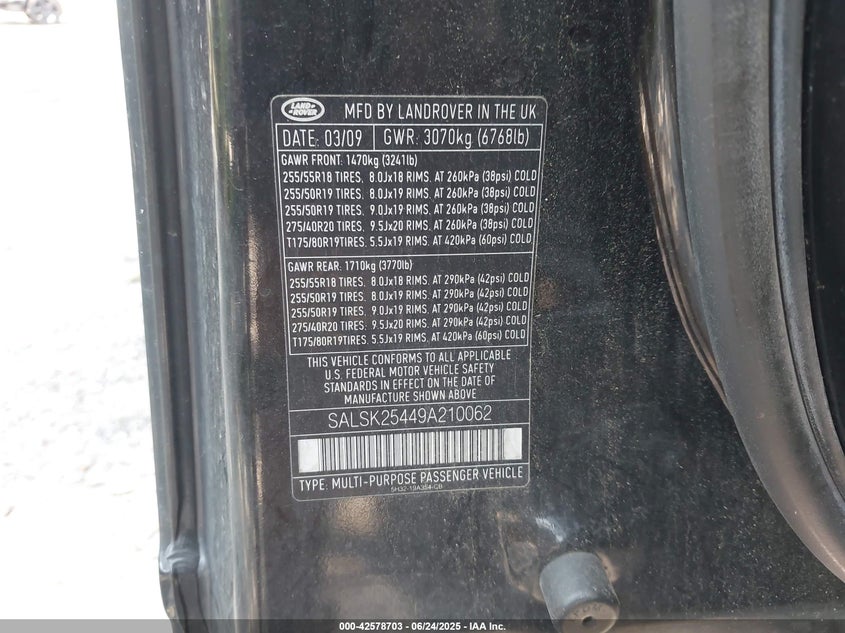 LAND
ROVER
MFD BY LANDROVER IN THE UK
DATE: 03/09
GWR: 3070kg (6768lb)
GAWR FRONT: 1470kg (3241lb)
255/55R18 TIRES, 8.0Jx18 RIMS, AT 260kPa (38psi) COLD
255/50R19 TIRES, 8.0Jx19 RIMS, AT 260kPa (38psi) COLD
255/50R19 TIRES, 9.0Jx19 RIMS, AT 260kPa (38psi) COLD
275/40R20 TIRES, 9.5Jx20 RIMS, AT 260kPa (38psi) COLD
T175/80R19TIRES, 5.5Jx19 RIMS, AT 420kPa (60psi) COLD
GAWR REAR: 1710kg (3770lb)
255/55R18 TIRES, 8.0Jx18 RIMS, AT 290kPa (42psi) COLD
255/50R19 TIRES, 8.0Jx19 RIMS, AT 290kPa (42psi) COLD
255/50R19 TIRES, 9.0Jx19 RIMS, AT 290kPa (42psi) COLD
275/40R20 TIRES, 9.5Jx20 RIMS, AT 290kPa (42psi) COLD
T175/80R19TIRES, 5.5Jx19 RIMS, AT 420kPa (60psi) COLD
THIS VEHICLE CONFORMS TO ALL APPLICABLE
U.S. FEDERAL MOTOR VEHICLE SAFETY
STANDARDS IN EFFECT ON THE DATE OF
MANUFACTURE SHOWN ABOVE
SALSK25449A210062
TYPE: MULTI-PURPOSE PASSENGER VEHICLE
5H32-19A354-CB
000-42578703 - 06/24/2025 - IAA Inc.